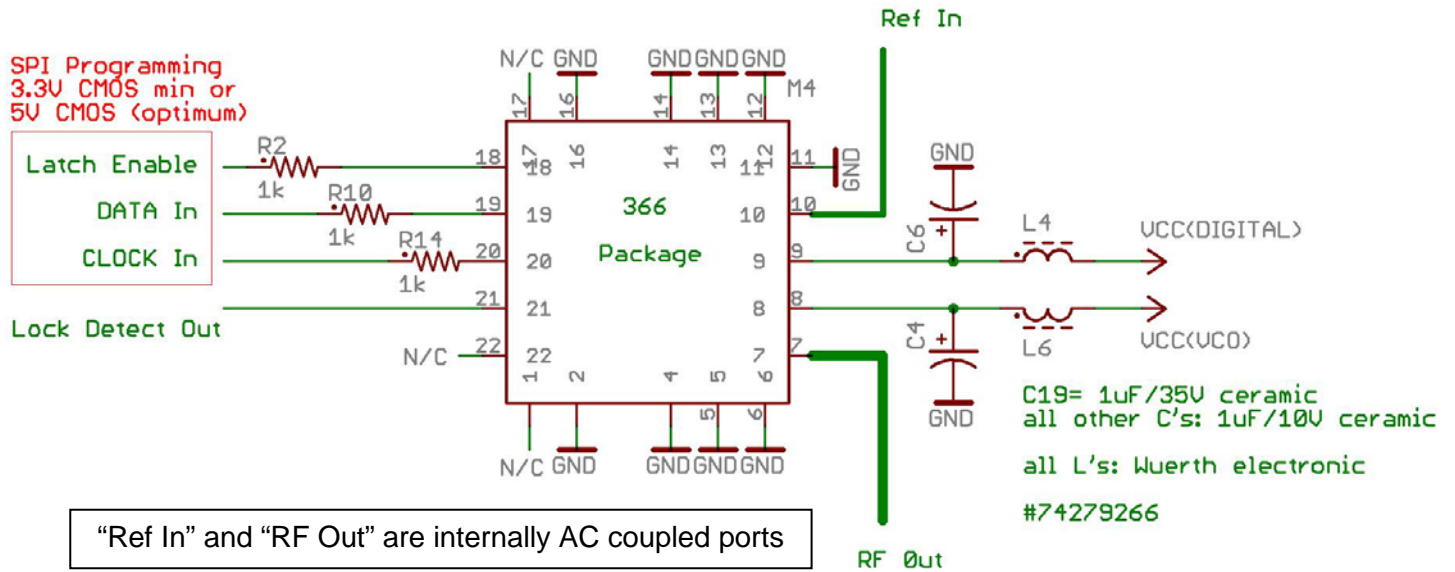 Ref In
SPI Programming
3.3V CMOS min or
5V CMOS (optimum)
N/C GND GND GND GND
M4
17 16 14 13 12
Latch Enable
R2
1k
18
17 16 14 13 12
18
11
11
GND
GND
DATA In
R10
1k
19
19
366
10
10
C6 +
L4
VCC(DIGITAL)
CLOCK In
R14
1k
20
20
Package
9
9
Lock Detect Out
21
21
8
8
C4 +
L6
VCC(VCO)
N/C
22
22
7
7
1 2 4 5 6
5 6
N/C GND GND GND GND
GND
C19= 1uF/35V ceramic
all other C's: 1uF/10V ceramic
all L's: Wuerth electronic
#74279266
“Ref In” and “RF Out” are internally AC coupled ports
RF 0ut